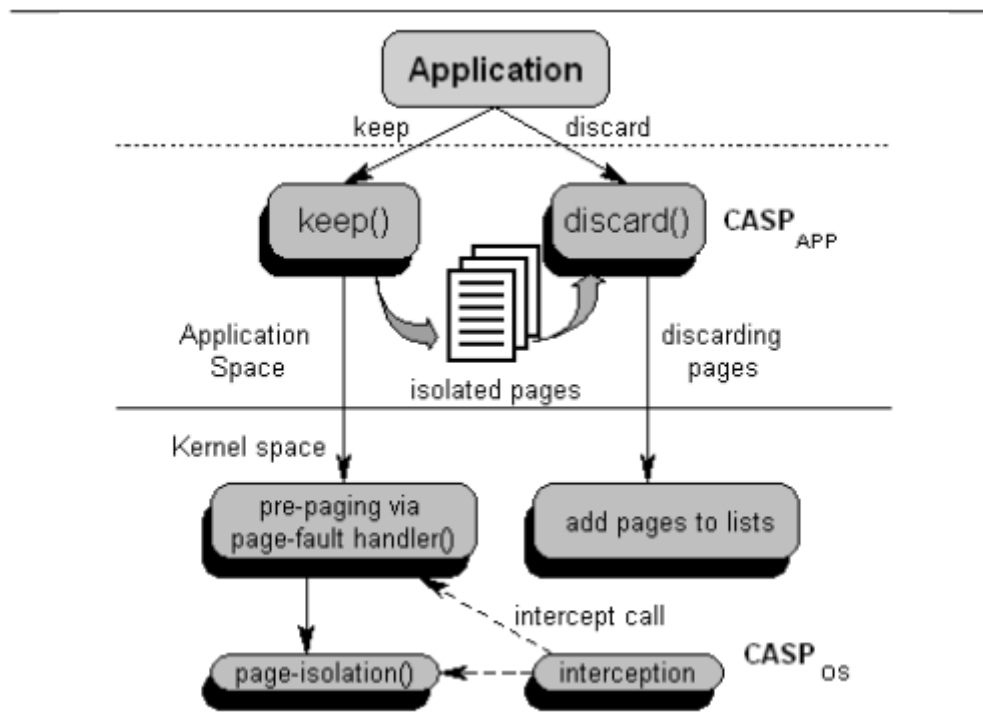 Application
keep
discard
keep()
discard()
CASP APP
Application
Space
isolated pages
discarding
pages
Kernel space
pre-paging via
page-fault handler()
add pages to lists
intercept call
page-isolation()
interception
CASP OS